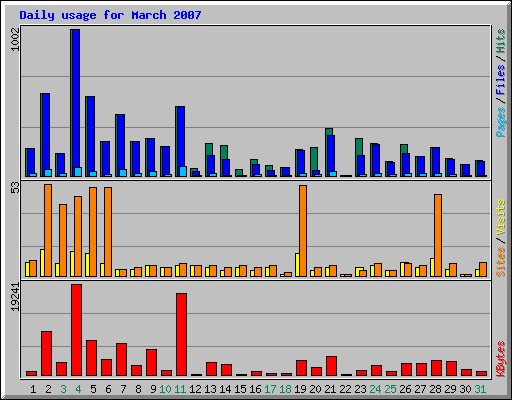 Daily usage for March 2007
1002
Pages / Files / Hits
53
Sites / Visits
19241
KBytes
1 2 3 4 5 6 7 8 9 10 11 12 13 14 15 16 17 18 19 20 21 22 23 24 25 26 27 28 29 30 31